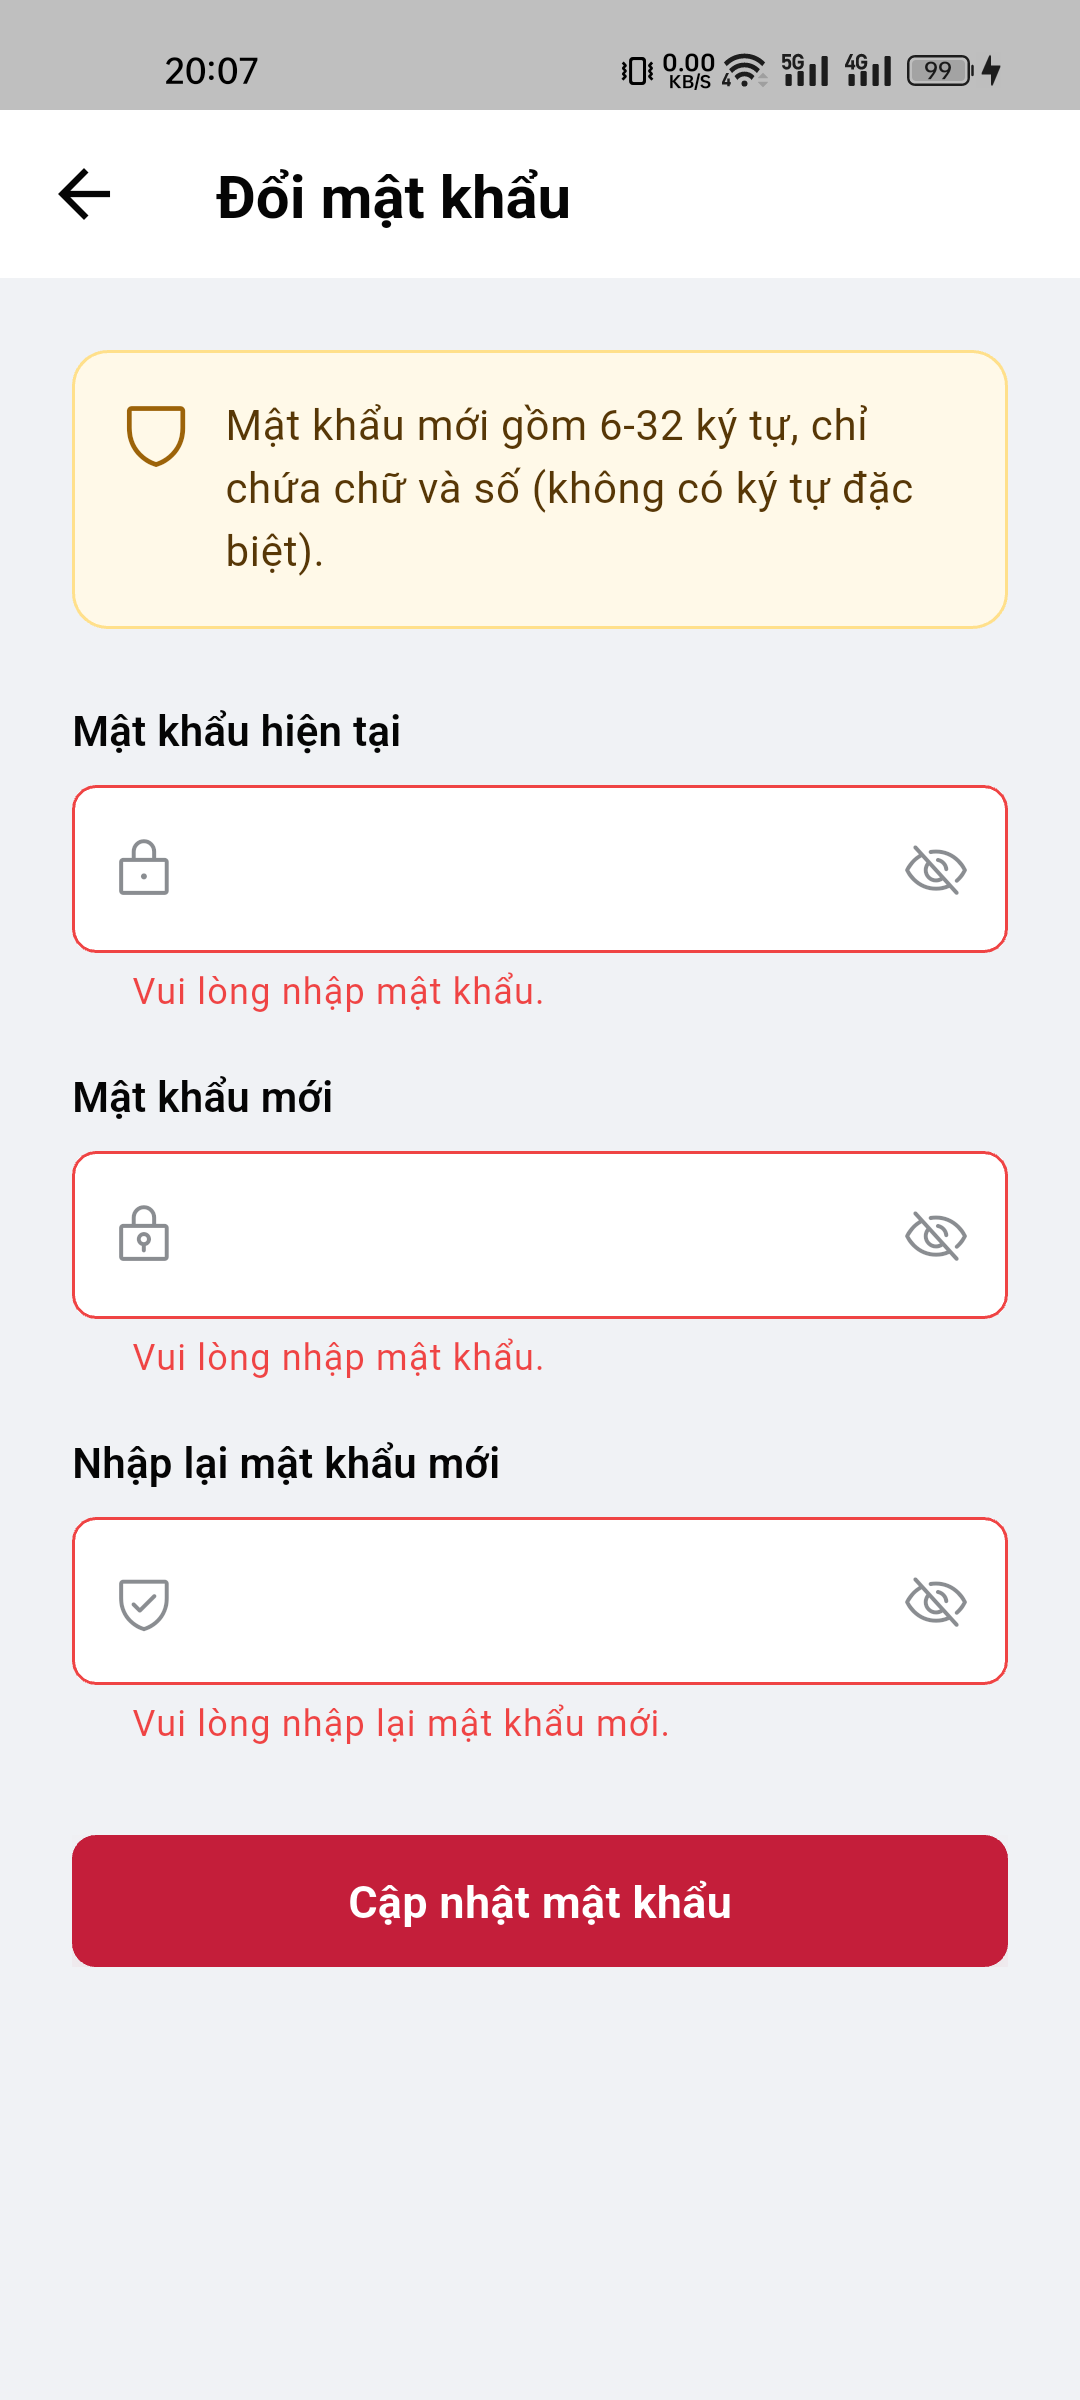 20:07
0.00 KB/S 4 5G 4G 99
Đổi mật khẩu
Mật khẩu mới gồm 6-32 ký tự, chỉ
chứa chữ và số (không có ký tự đặc
biệt).
Mật khẩu hiện tại
Vui lòng nhập mật khẩu.
Mật khẩu mới
Vui lòng nhập mật khẩu.
Nhập lại mật khẩu mới
Vui lòng nhập lại mật khẩu mới.
Cập nhật mật khẩu